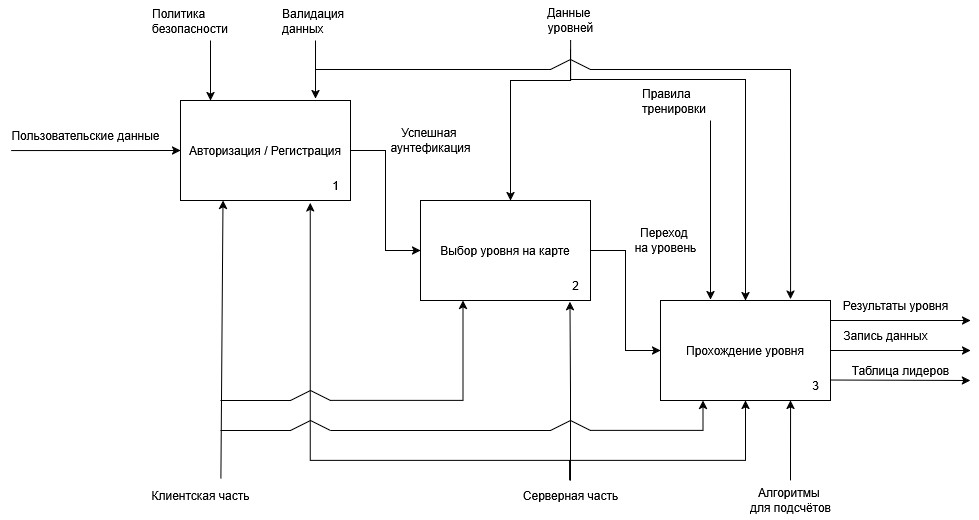 Политика
безопасности
Валидация
данных
Данные
уровней
Правила
тренировки
Пользовательские данные
Авторизация / Регистрация
1
Успешная
аунтефикация
Выбор уровня на карте
2
Переход
на уровень
Прохождение уровня
3
Результаты уровня
Запись данных
Таблица лидеров
Клиентская часть
Серверная часть
Алгоритмы
для подсчётов